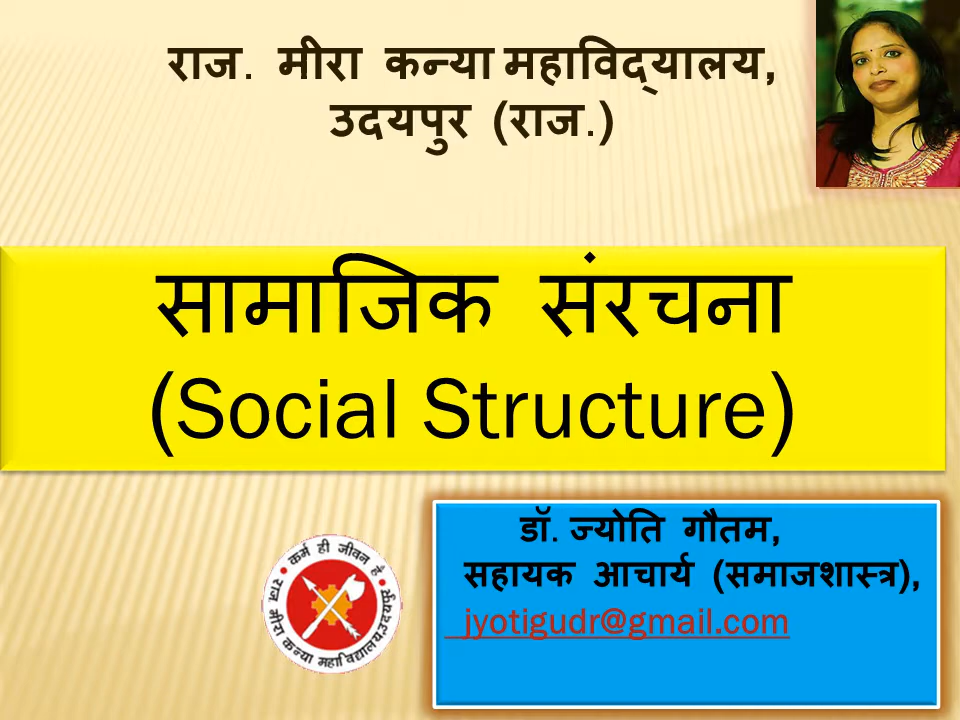 राज. मीरा कन्या महाविद्यालय,
उदयपुर (राज.)
सामाजिक संरचना
(Social Structure)
डॉ. ज्योति गौतम,
सहायक आचार्य (समाजशास्त्र),
jyotigudr@gmail.com
कर्म ही जीवन है
राज मीरा कन्या महाविद्यालय,उदयपुर